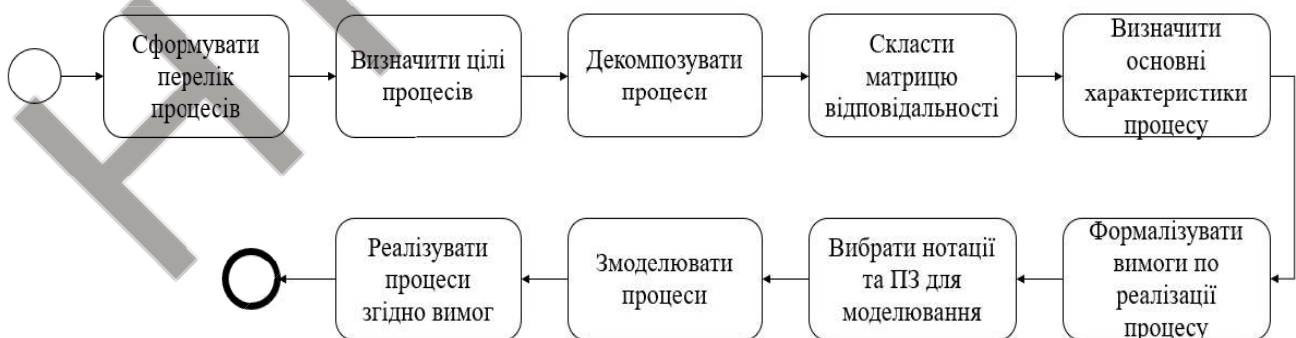 Сформувати
перелік
процесів
Визначити цілі
процесів
Декомпозувати
процеси
Скласти
матрицю
відповідальності
Визначити
основні
характеристики
процесу
Формалізувати
вимоги по
реалізації
процесу
Вибрати нотації
та ПЗ для
моделювання
Змоделювати
процеси
Реалізувати
процеси
згідно вимог